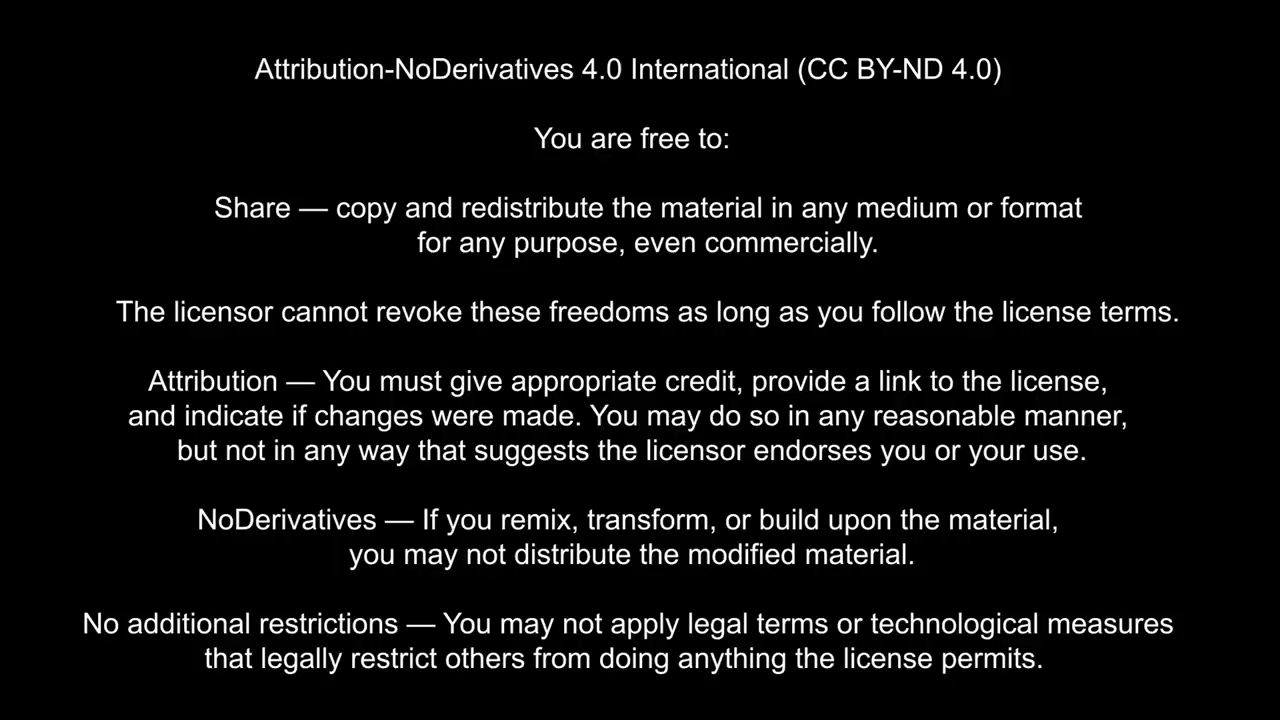 Attribution-NoDerivatives 4.0 International (CC BY-ND 4.0)
You are free to:
Share — copy and redistribute the material in any medium or format
for any purpose, even commercially.
The licensor cannot revoke these freedoms as long as you follow the license terms.
Attribution — You must give appropriate credit, provide a link to the license,
and indicate if changes were made. You may do so in any reasonable manner,
but not in any way that suggests the licensor endorses you or your use.
NoDerivatives — If you remix, transform, or build upon the material,
you may not distribute the modified material.
No additional restrictions — You may not apply legal terms or technological measures
that legally restrict others from doing anything the license permits.